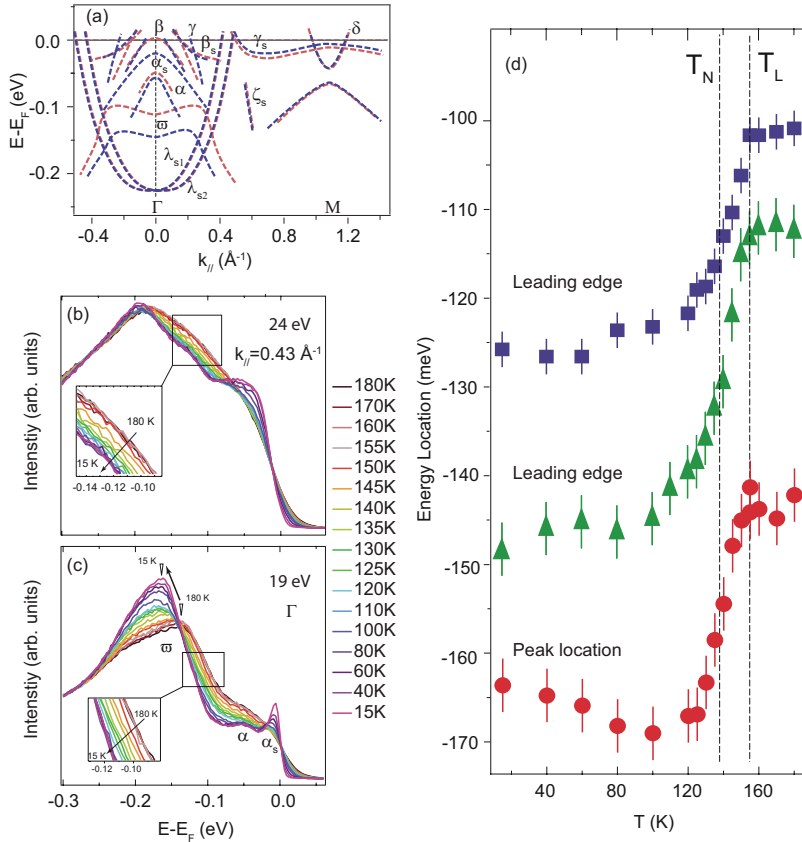 (a)
β
γ
β_s
α_s
α
ϖ
λ_s1
λ_s2
γ_s
δ
ζ_s
0.0
-0.1
-0.2
E-E_F (eV)
Γ
M
-0.4
0.0
0.4
0.8
1.2
k_// (Å⁻¹)
(b)
24 eV
k_//=0.43 Å⁻¹
Intenstiy (arb. units)
180 K
15 K
-0.14
-0.12
-0.10
(c)
19 eV
Γ
15 K
180 K
ϖ
α
α_s
Intenstiy (arb. units)
180 K
15 K
-0.12
-0.10
-0.3
-0.2
-0.1
0.0
E-E_F (eV)
180K
170K
160K
155K
150K
145K
140K
135K
130K
125K
120K
110K
100K
80K
60K
40K
15K
(d)
T_N
T_L
Leading edge
Leading edge
Peak location
Energy Location (meV)
-100
-110
-120
-130
-140
-150
-160
-170
40
80
120
160
T (K)